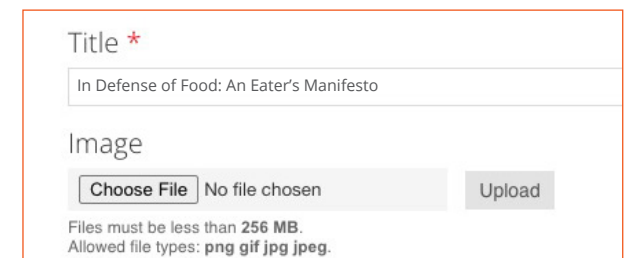 Title *
In Defense of Food: An Eater’s Manifesto
Image
Choose File No file chosen Upload
Files must be less than 256 MB.
Allowed file types: png gif jpg jpeg.